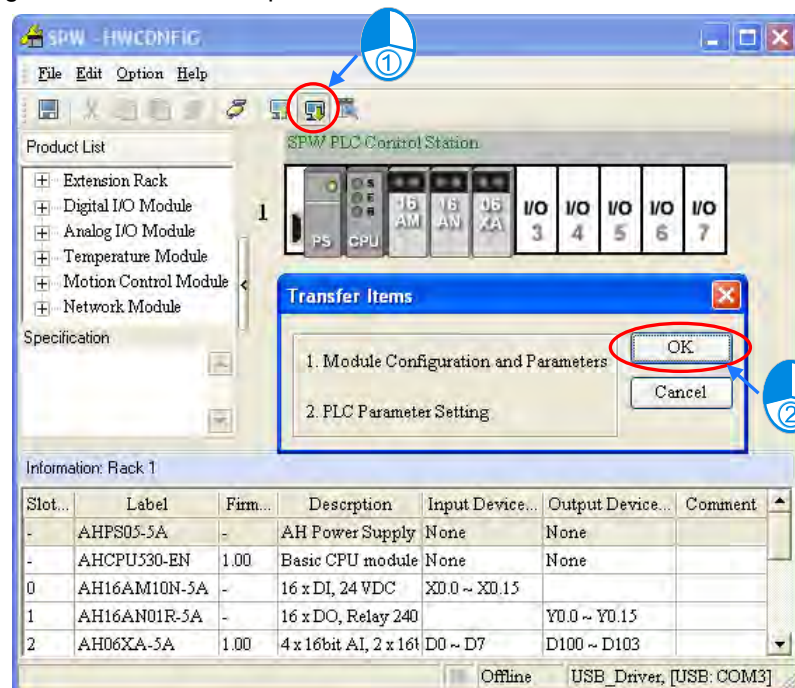 SPW - HWCONFIG
①
File Edit Option Help
Product List
SPW PLC Control Station
Extension Rack
Digital I/O Module
Analog I/O Module
Temperature Module
Motion Control Module
Network Module
1
PS
CPU
16 AM
16 AN
06 XA
I/O 3
I/O 4
I/O 5
I/O 6
I/O 7
Specification
Transfer Items
1. Module Configuration and Parameters
2. PLC Parameter Setting
OK
Cancel
②
Information: Rack 1
Slot... Label Firm... Descrption Input Device... Output Device... Comment
- AHPS05-5A - AH Power Supply None None
- AHCPU530-EN 1.00 Basic CPU module None None
0 AH16AM10N-5A - 16 x DI, 24 VDC X0.0 ~ X0.15
1 AH16AN01R-5A - 16 x DO, Relay 240 Y0.0 ~ Y0.15
2 AH06XA-5A 1.00 4 x 16bit AI, 2 x 16 D0 ~ D7 D100 ~ D103
Offline USB_Driver, [USB: COM3]